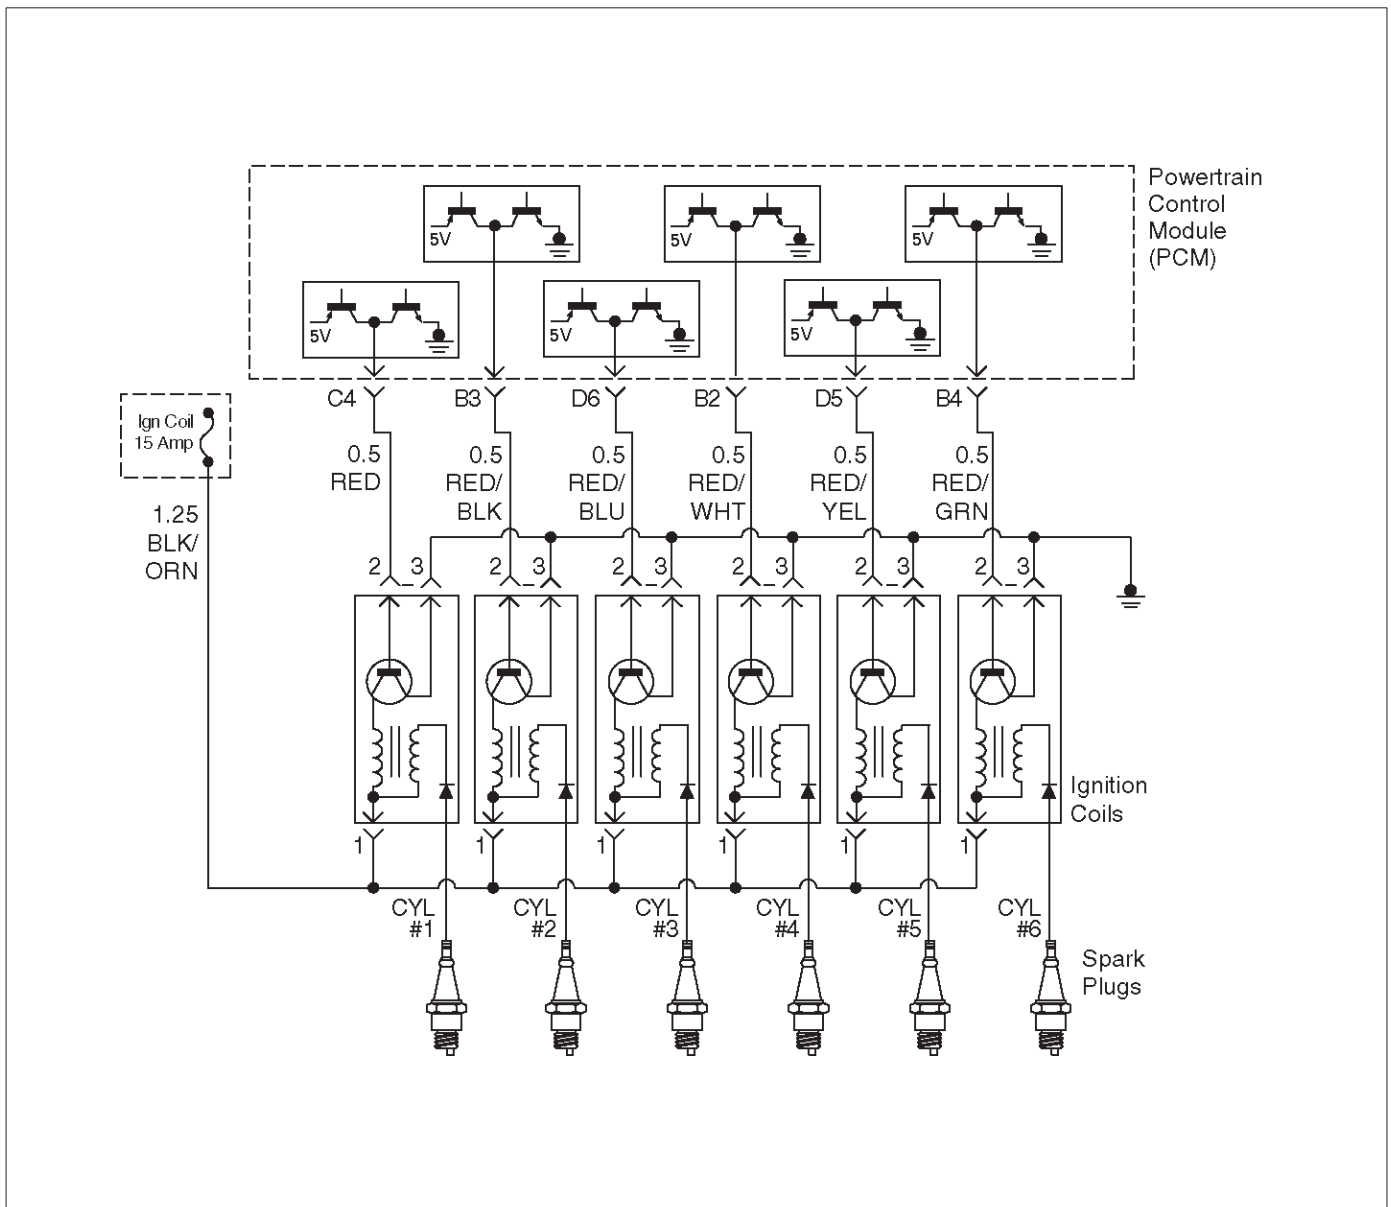 Powertrain
Control
Module
(PCM)
5V
5V
5V
5V
5V
5V
C4
B3
D6
B2
D5
B4
Ign Coil
15 Amp
0.5
RED
0.5
RED/
BLK
0.5
RED/
BLU
0.5
RED/
WHT
0.5
RED/
YEL
0.5
RED/
GRN
1.25
BLK/
ORN
2 3
2 3
2 3
2 3
2 3
2 3
Ignition
Coils
1
1
1
1
1
1
CYL
#1
CYL
#2
CYL
#3
CYL
#4
CYL
#5
CYL
#6
Spark
Plugs